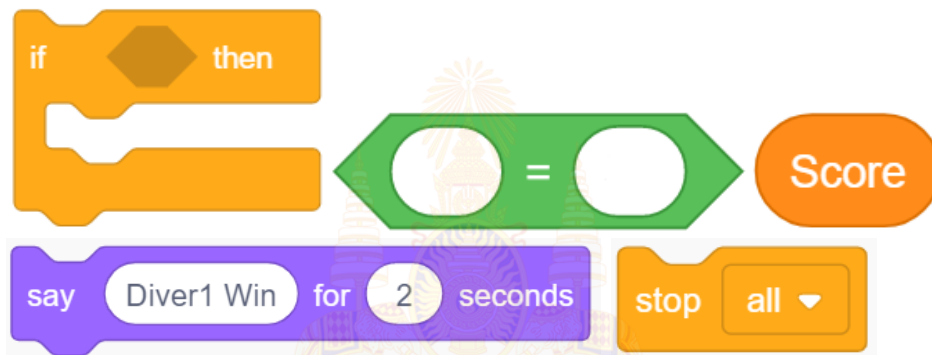 if then
= Score
say Diver1 Win for 2 seconds
stop all